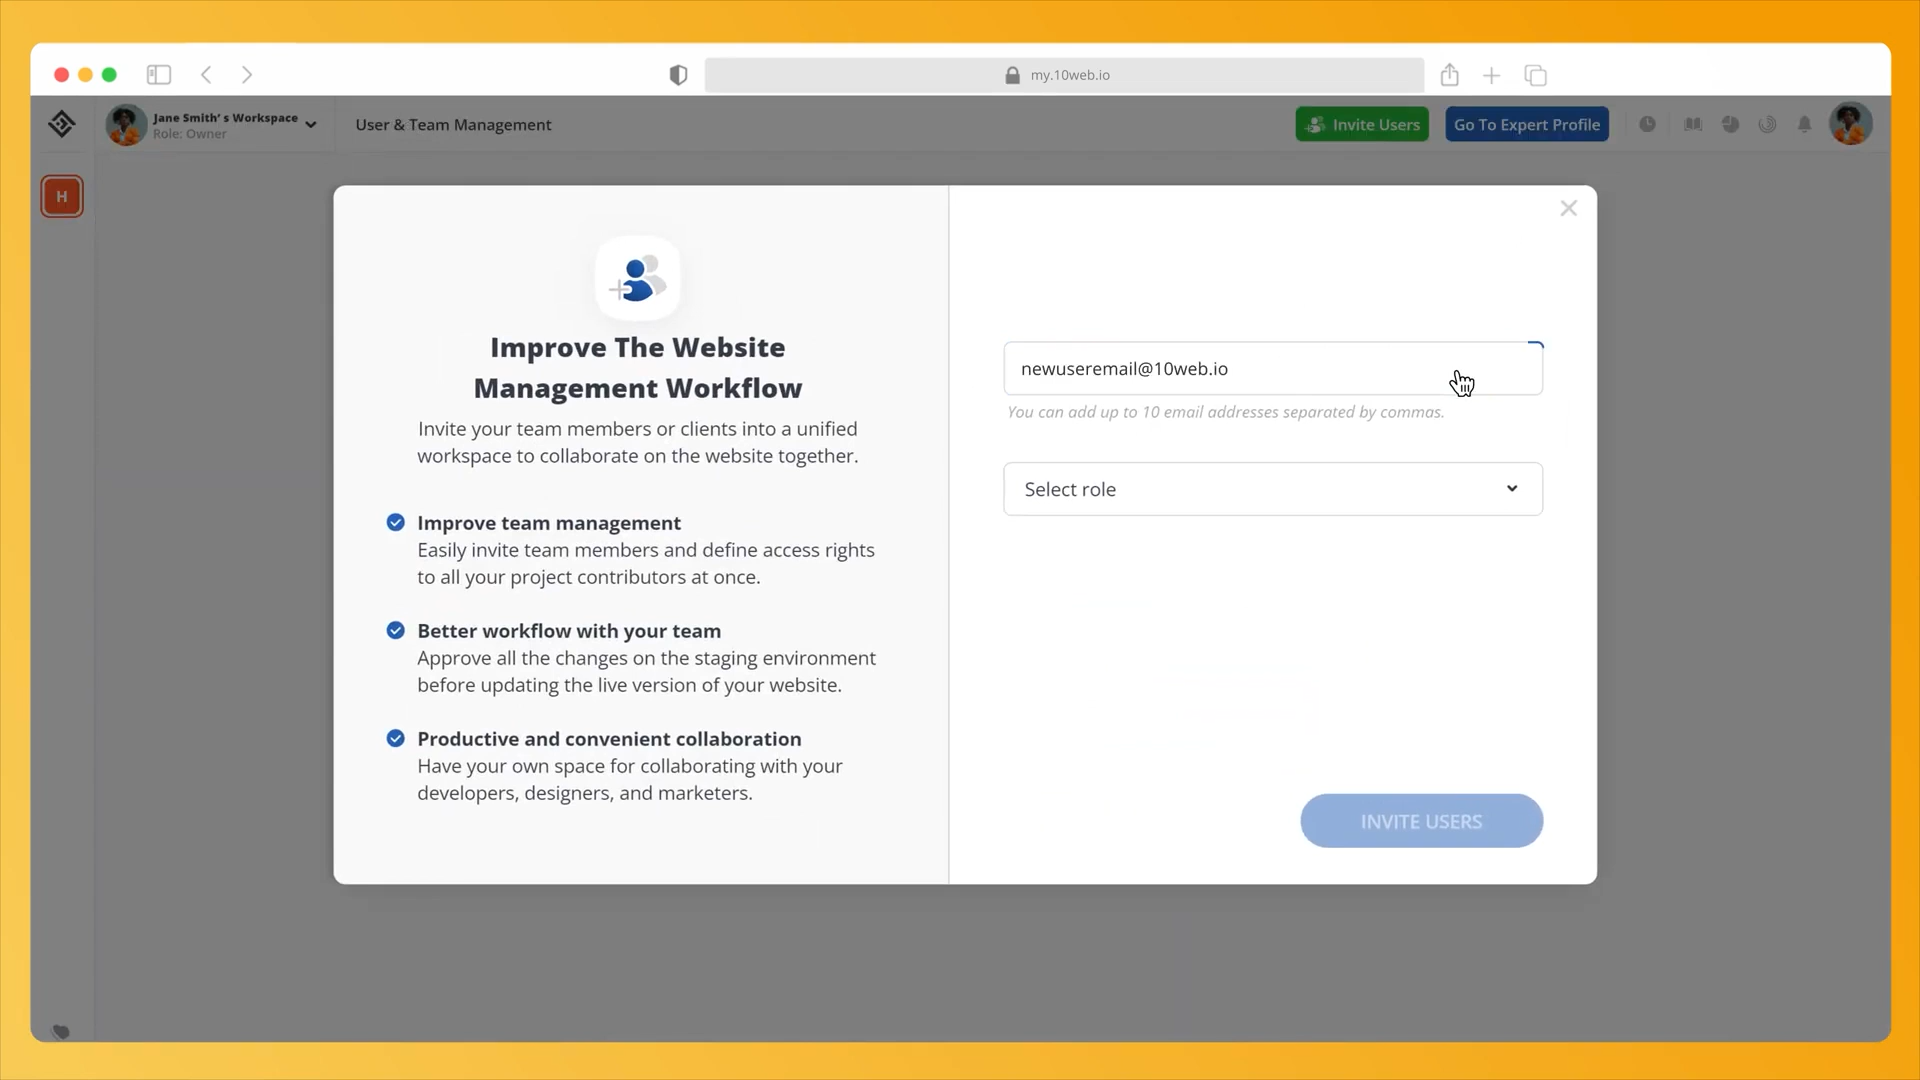 my.10web.io
Jane Smith' s Workspace
Role: Owner
User & Team Management
Invite Users
Go To Expert Profile
H
Improve The Website
Management Workflow
Invite your team members or clients into a unified
workspace to collaborate on the website together.
Improve team management
Easily invite team members and define access rights
to all your project contributors at once.
Better workflow with your team
Approve all the changes on the staging environment
before updating the live version of your website.
Productive and convenient collaboration
Have your own space for collaborating with your
developers, designers, and marketers.
newuseremail@10web.io
You can add up to 10 email addresses separated by commas.
Select role
INVITE USERS